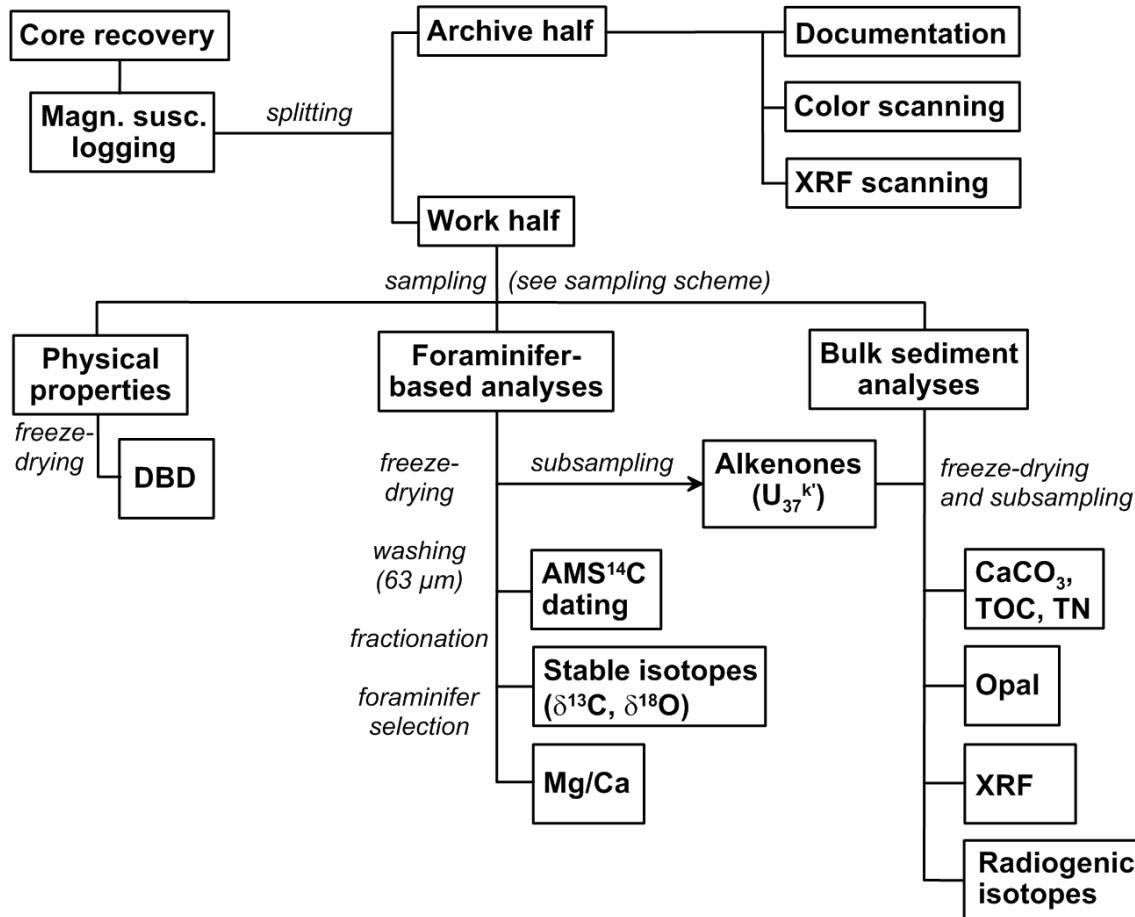 Core recovery
Magn. susc.
logging
splitting
Archive half
Documentation
Color scanning
XRF scanning
Work half
sampling (see sampling scheme)
Physical
properties
freeze-
drying
DBD
Foraminifer-
based analyses
freeze-
drying
subsampling
Alkenones
(U₃₇ᵏ')
washing
(63 µm)
AMS¹⁴C
dating
fractionation
Stable isotopes
(δ¹³C, δ¹⁸O)
foraminifer
selection
Mg/Ca
Bulk sediment
analyses
freeze-drying
and subsampling
CaCO₃,
TOC, TN
Opal
XRF
Radiogenic
isotopes